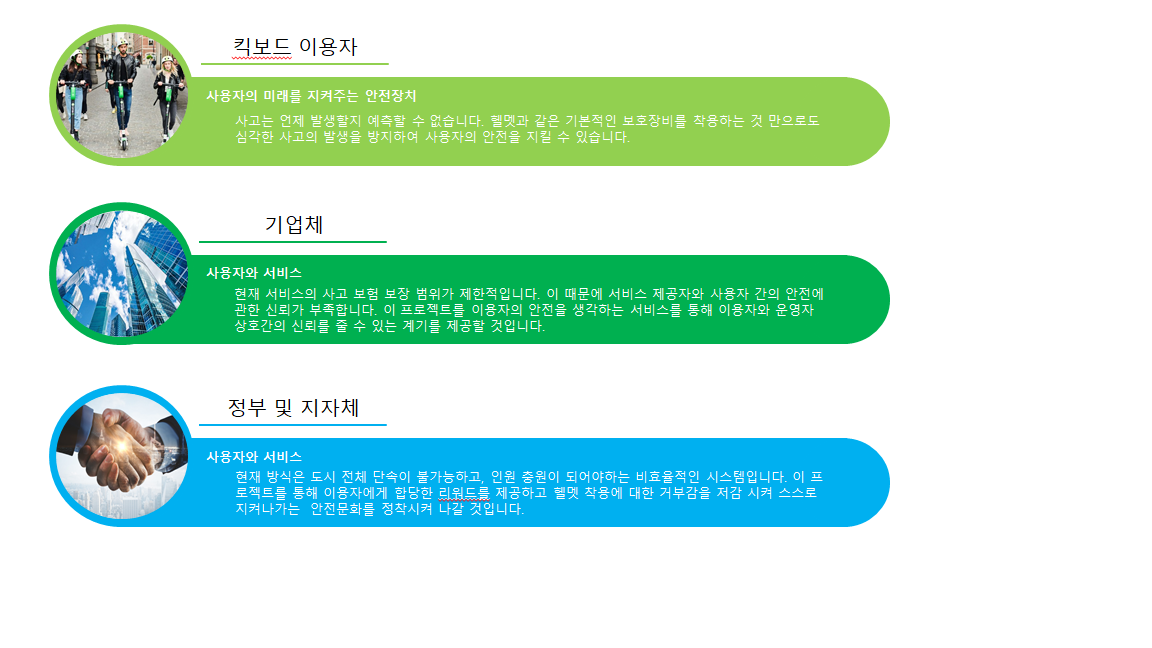 킥보드 이용자
사용자의 미래를 지켜주는 안전장치
사고는 언제 발생할지 예측할 수 없습니다. 헬멧과 같은 기본적인 보호장비를 착용하는 것 만으로도
심각한 사고의 발생을 방지하여 사용자의 안전을 지킬 수 있습니다.
기업체
사용자와 서비스
현재 서비스의 사고 보험 보장 범위가 제한적입니다. 이 때문에 서비스 제공자와 사용자 간의 안전에
관한 신뢰가 부족합니다. 이 프로젝트를 이용자의 안전을 생각하는 서비스를 통해 이용자와 운영자
상호간의 신뢰를 줄 수 있는 계기를 제공할 것입니다.
정부 및 지자체
사용자와 서비스
현재 방식은 도시 전체 단속이 불가능하고, 인원 충원이 되어야하는 비효율적인 시스템입니다. 이 프
로젝트를 통해 이용자에게 합당한 리워드를 제공하고 헬멧 착용에 대한 거부감을 저감 시켜 스스로
지켜나가는  안전문화를 정착시켜 나갈 것입니다.